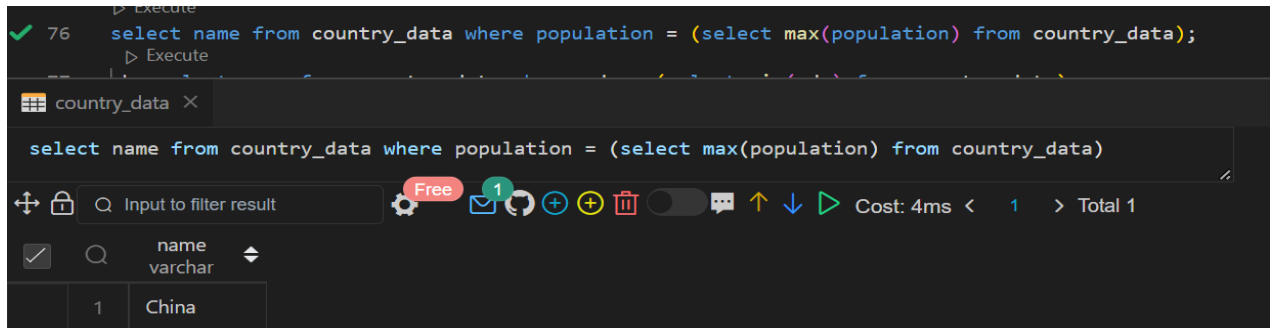 Execute
76 select name from country_data where population = (select max(population) from country_data);
Execute
country_data
select name from country_data where population = (select max(population) from country_data)
Input to filter result Free 1 Cost: 4ms < 1 > Total 1
name
varchar
1 China